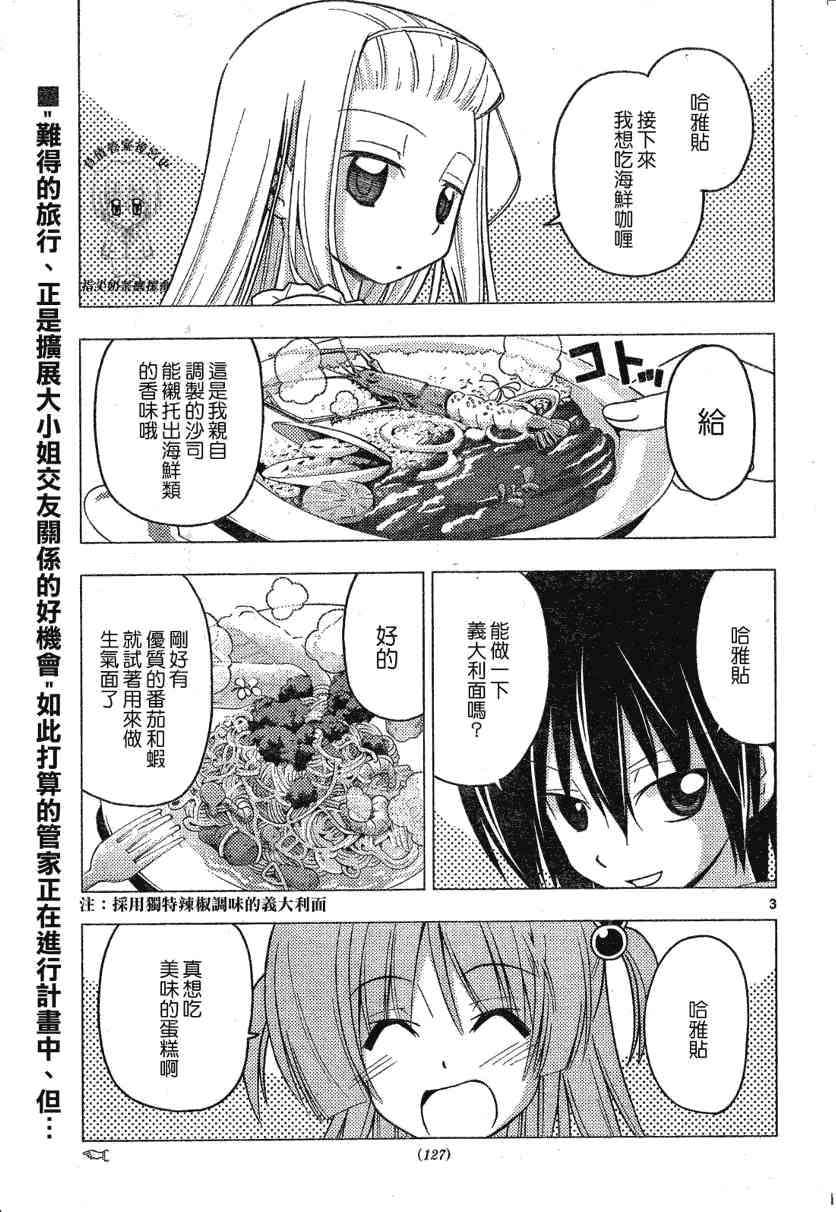 哈雅貼
接下來
我想吃海鮮咖喱
給
コトッ
這是我親自
調製的沙司
能襯托出海鮮類
的香味哦
哈雅貼
能做一下
義大利面嗎？
好的
剛好有
優質的番茄和蝦
就試著用來做
生氣面了
注：採用獨特辣椒調味的義大利面
3
哈雅貼
真想吃
美味的蛋糕啊
■"難得的旅行、正是擴展大小姐交友關係的好機會"如此打算的管家正在進行計畫中、但…
(127)